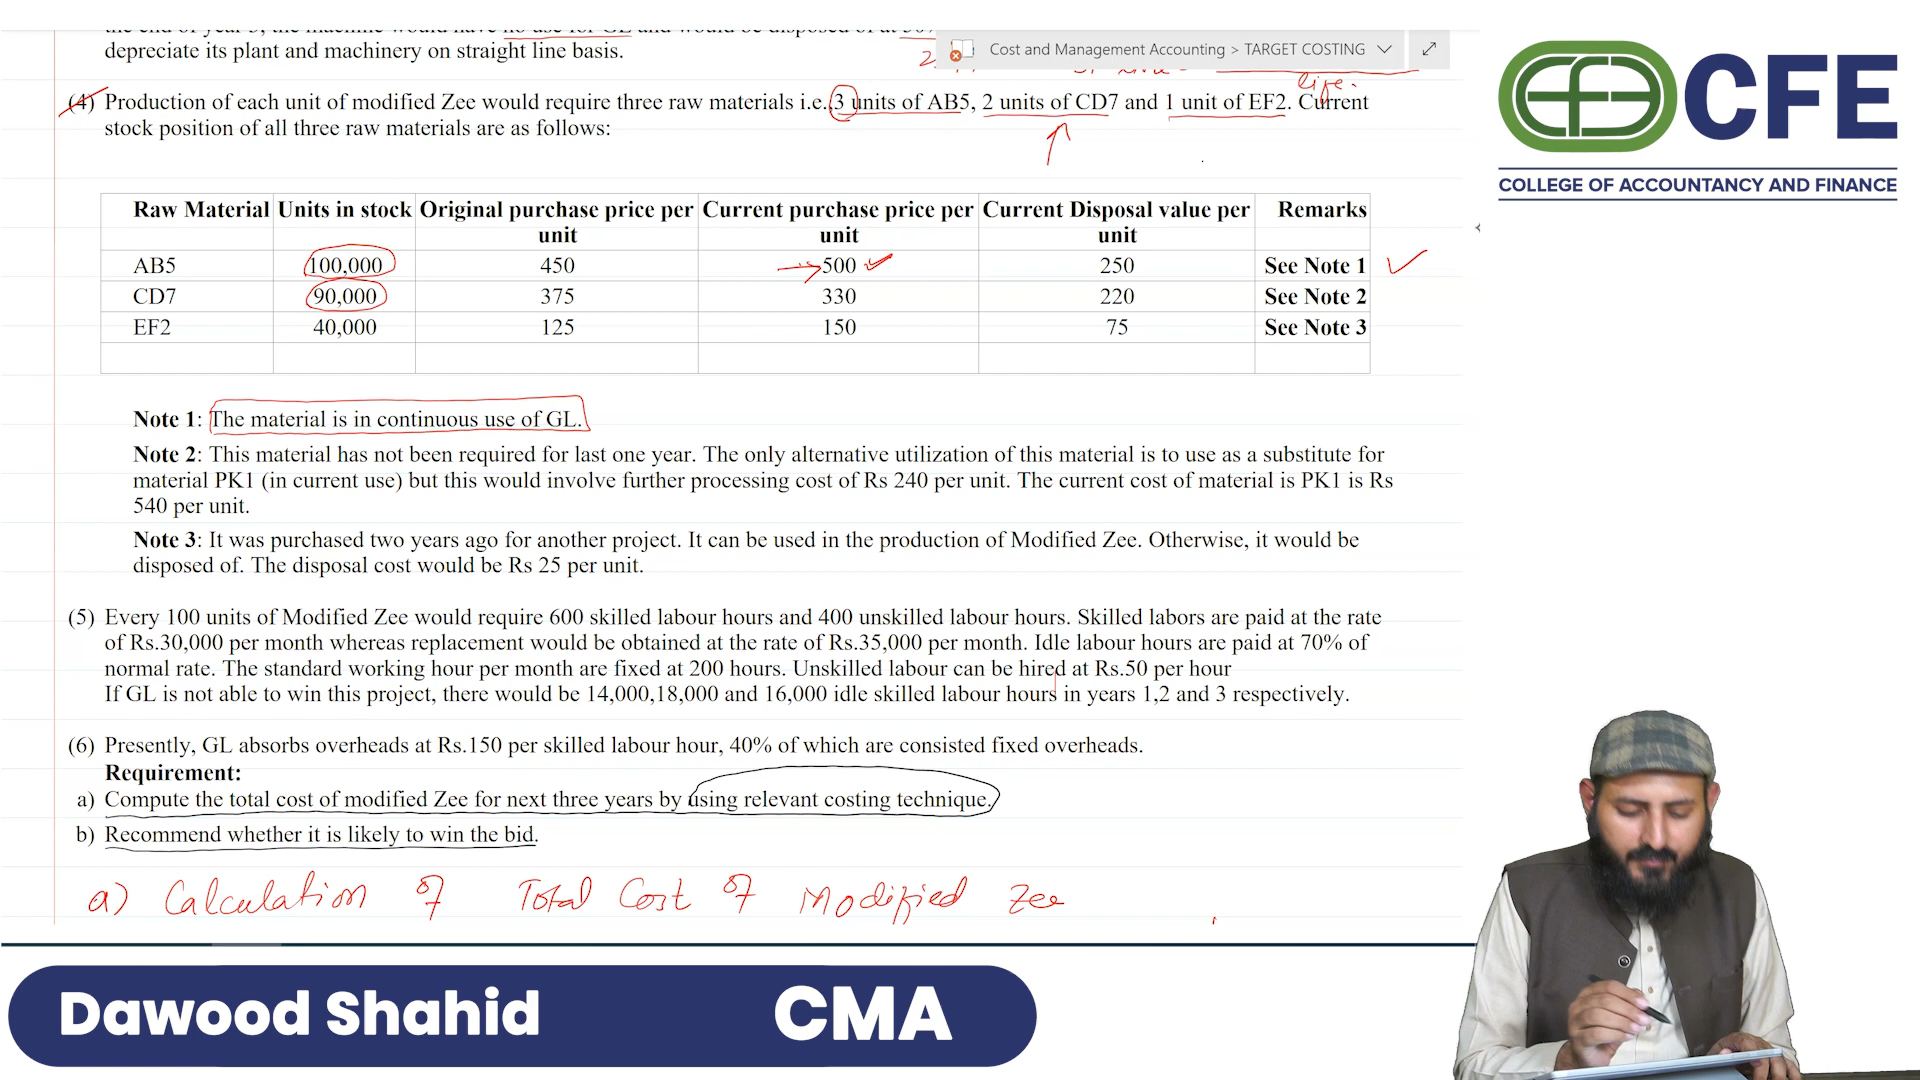 depreciate its plant and machinery on straight line basis.
Cost and Management Accounting > TARGET COSTING
life.
(4) Production of each unit of modified Zee would require three raw materials i.e. 3 units of AB5, 2 units of CD7 and 1 unit of EF2. Current
stock position of all three raw materials are as follows:
Raw Material Units in stock Original purchase price per unit Current purchase price per unit Current Disposal value per unit Remarks
AB5 100,000 450 500 250 See Note 1
CD7 90,000 375 330 220 See Note 2
EF2 40,000 125 150 75 See Note 3
Note 1: The material is in continuous use of GL.
Note 2: This material has not been required for last one year. The only alternative utilization of this material is to use as a substitute for
material PK1 (in current use) but this would involve further processing cost of Rs 240 per unit. The current cost of material is PK1 is Rs
540 per unit.
Note 3: It was purchased two years ago for another project. It can be used in the production of Modified Zee. Otherwise, it would be
disposed of. The disposal cost would be Rs 25 per unit.
(5) Every 100 units of Modified Zee would require 600 skilled labour hours and 400 unskilled labour hours. Skilled labors are paid at the rate
of Rs.30,000 per month whereas replacement would be obtained at the rate of Rs.35,000 per month. Idle labour hours are paid at 70% of
normal rate. The standard working hour per month are fixed at 200 hours. Unskilled labour can be hired at Rs.50 per hour
If GL is not able to win this project, there would be 14,000,18,000 and 16,000 idle skilled labour hours in years 1,2 and 3 respectively.
(6) Presently, GL absorbs overheads at Rs.150 per skilled labour hour, 40% of which are consisted fixed overheads.
Requirement:
a) Compute the total cost of modified Zee for next three years by using relevant costing technique.
b) Recommend whether it is likely to win the bid.
a) Calculation of Total Cost of Modified Zee
CFE
COLLEGE OF ACCOUNTANCY AND FINANCE
Dawood Shahid CMA